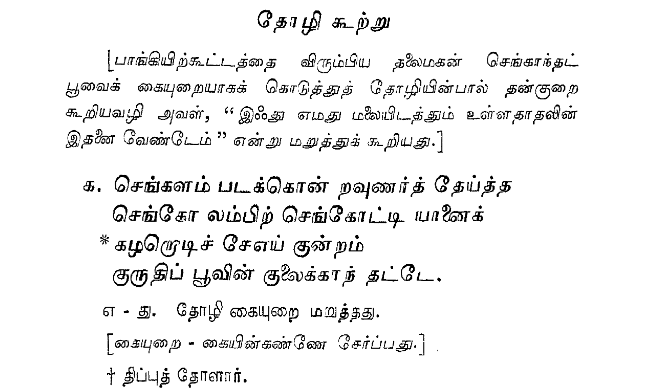 தோழி கூற்று
[பாங்கியிற்கூட்டத்தை விரும்பிய தலைமகன் செங்காந்தட்
பூவைக் கையுறையாகக் கொடுத்துத் தோழியின்பால் தன்குறை
கூறியவழி அவள், “இஃது எமது மலையிடத்தும் உள்ளதாதலின்
இதனை வேண்டேம்” என்று மறுத்துக் கூறியது.]
க. செங்களம் படக்கொன் றவுணர்த் தேய்த்த
செங்கோ லம்பிற் செங்கோட்டி யானைக்
*கழறொடிச் சேஎய் குன்றம்
குருதிப் பூவின் குலைக்காந் தட்டே.
எ - து. தோழி கையுறை மறுத்தது.
[கையுறை - கையின்கண்ணே சேர்ப்பது.]
† திப்புத் தோளார்.